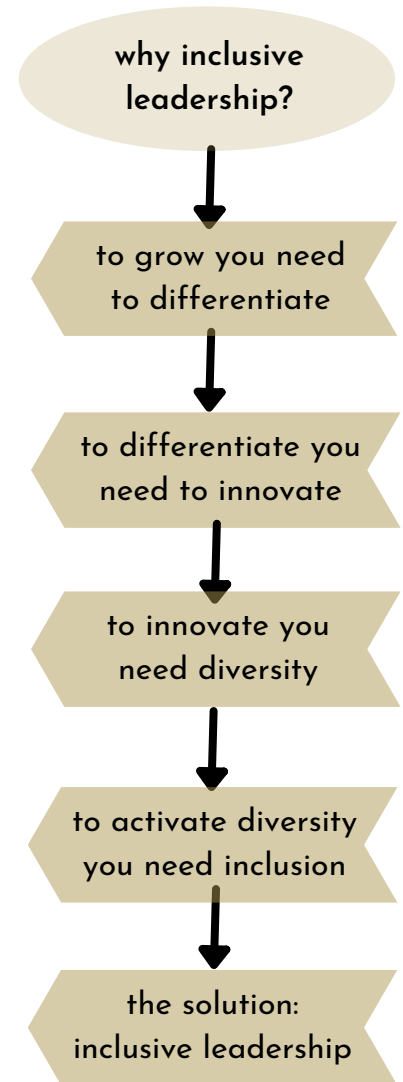 why inclusive
leadership?
to grow you need
to differentiate
to differentiate you
need to innovate
to innovate you
need diversity
to activate diversity
you need inclusion
the solution:
inclusive leadership